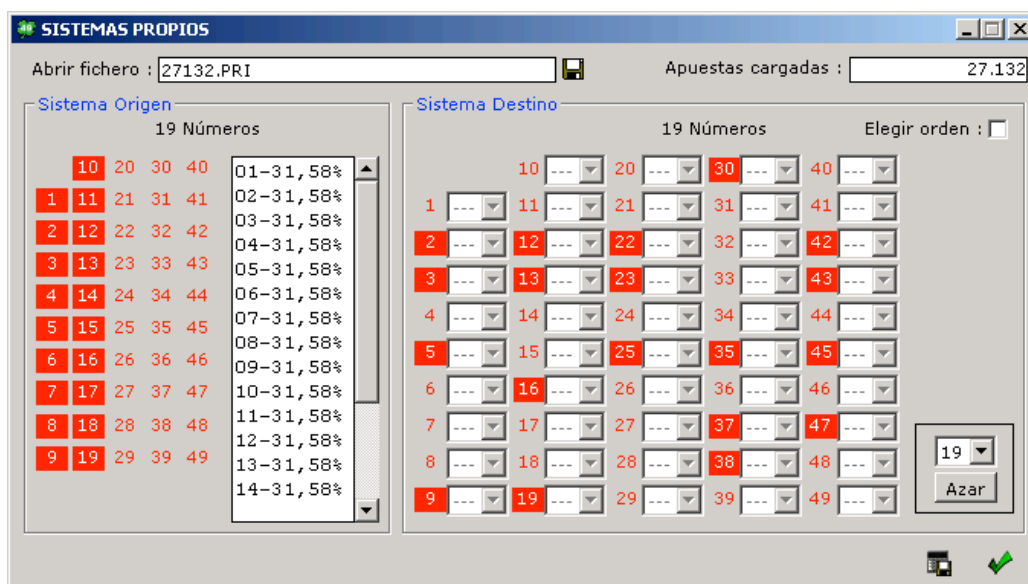 SISTEMAS PROPIOS
Abrir fichero : 27132.PRI Apuestas cargadas : 27.132
Sistema Origen
19 Números
10 20 30 40
1 11 21 31 41
2 12 22 32 42
3 13 23 33 43
4 14 24 34 44
5 15 25 35 45
6 16 26 36 46
7 17 27 37 47
8 18 28 38 48
9 19 29 39 49
01-31,58%
02-31,58%
03-31,58%
04-31,58%
05-31,58%
06-31,58%
07-31,58%
08-31,58%
09-31,58%
10-31,58%
11-31,58%
12-31,58%
13-31,58%
14-31,58%
Sistema Destino
19 Números Elegir orden :
10 --- 20 --- 30 --- 40 ---
1 --- 11 --- 21 --- 31 --- 41 ---
2 --- 12 --- 22 --- 32 --- 42 ---
3 --- 13 --- 23 --- 33 --- 43 ---
4 --- 14 --- 24 --- 34 --- 44 ---
5 --- 15 --- 25 --- 35 --- 45 ---
6 --- 16 --- 26 --- 36 --- 46 ---
7 --- 17 --- 27 --- 37 --- 47 ---
8 --- 18 --- 28 --- 38 --- 48 ---
9 --- 19 --- 29 --- 39 --- 49 ---
19
Azar